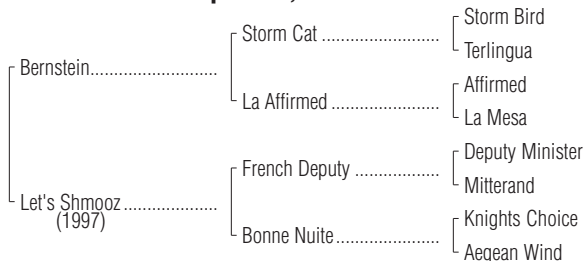 Storm Bird
Storm Cat ........................
Terlingua
Bernstein..........................
Affirmed
La Affirmed ......................
La Mesa
Deputy Minister
French Deputy .................
Mitterand
Let's Shmooz...................
(1997)
Knights Choice
Bonne Nuite.....................
Aegean Wind